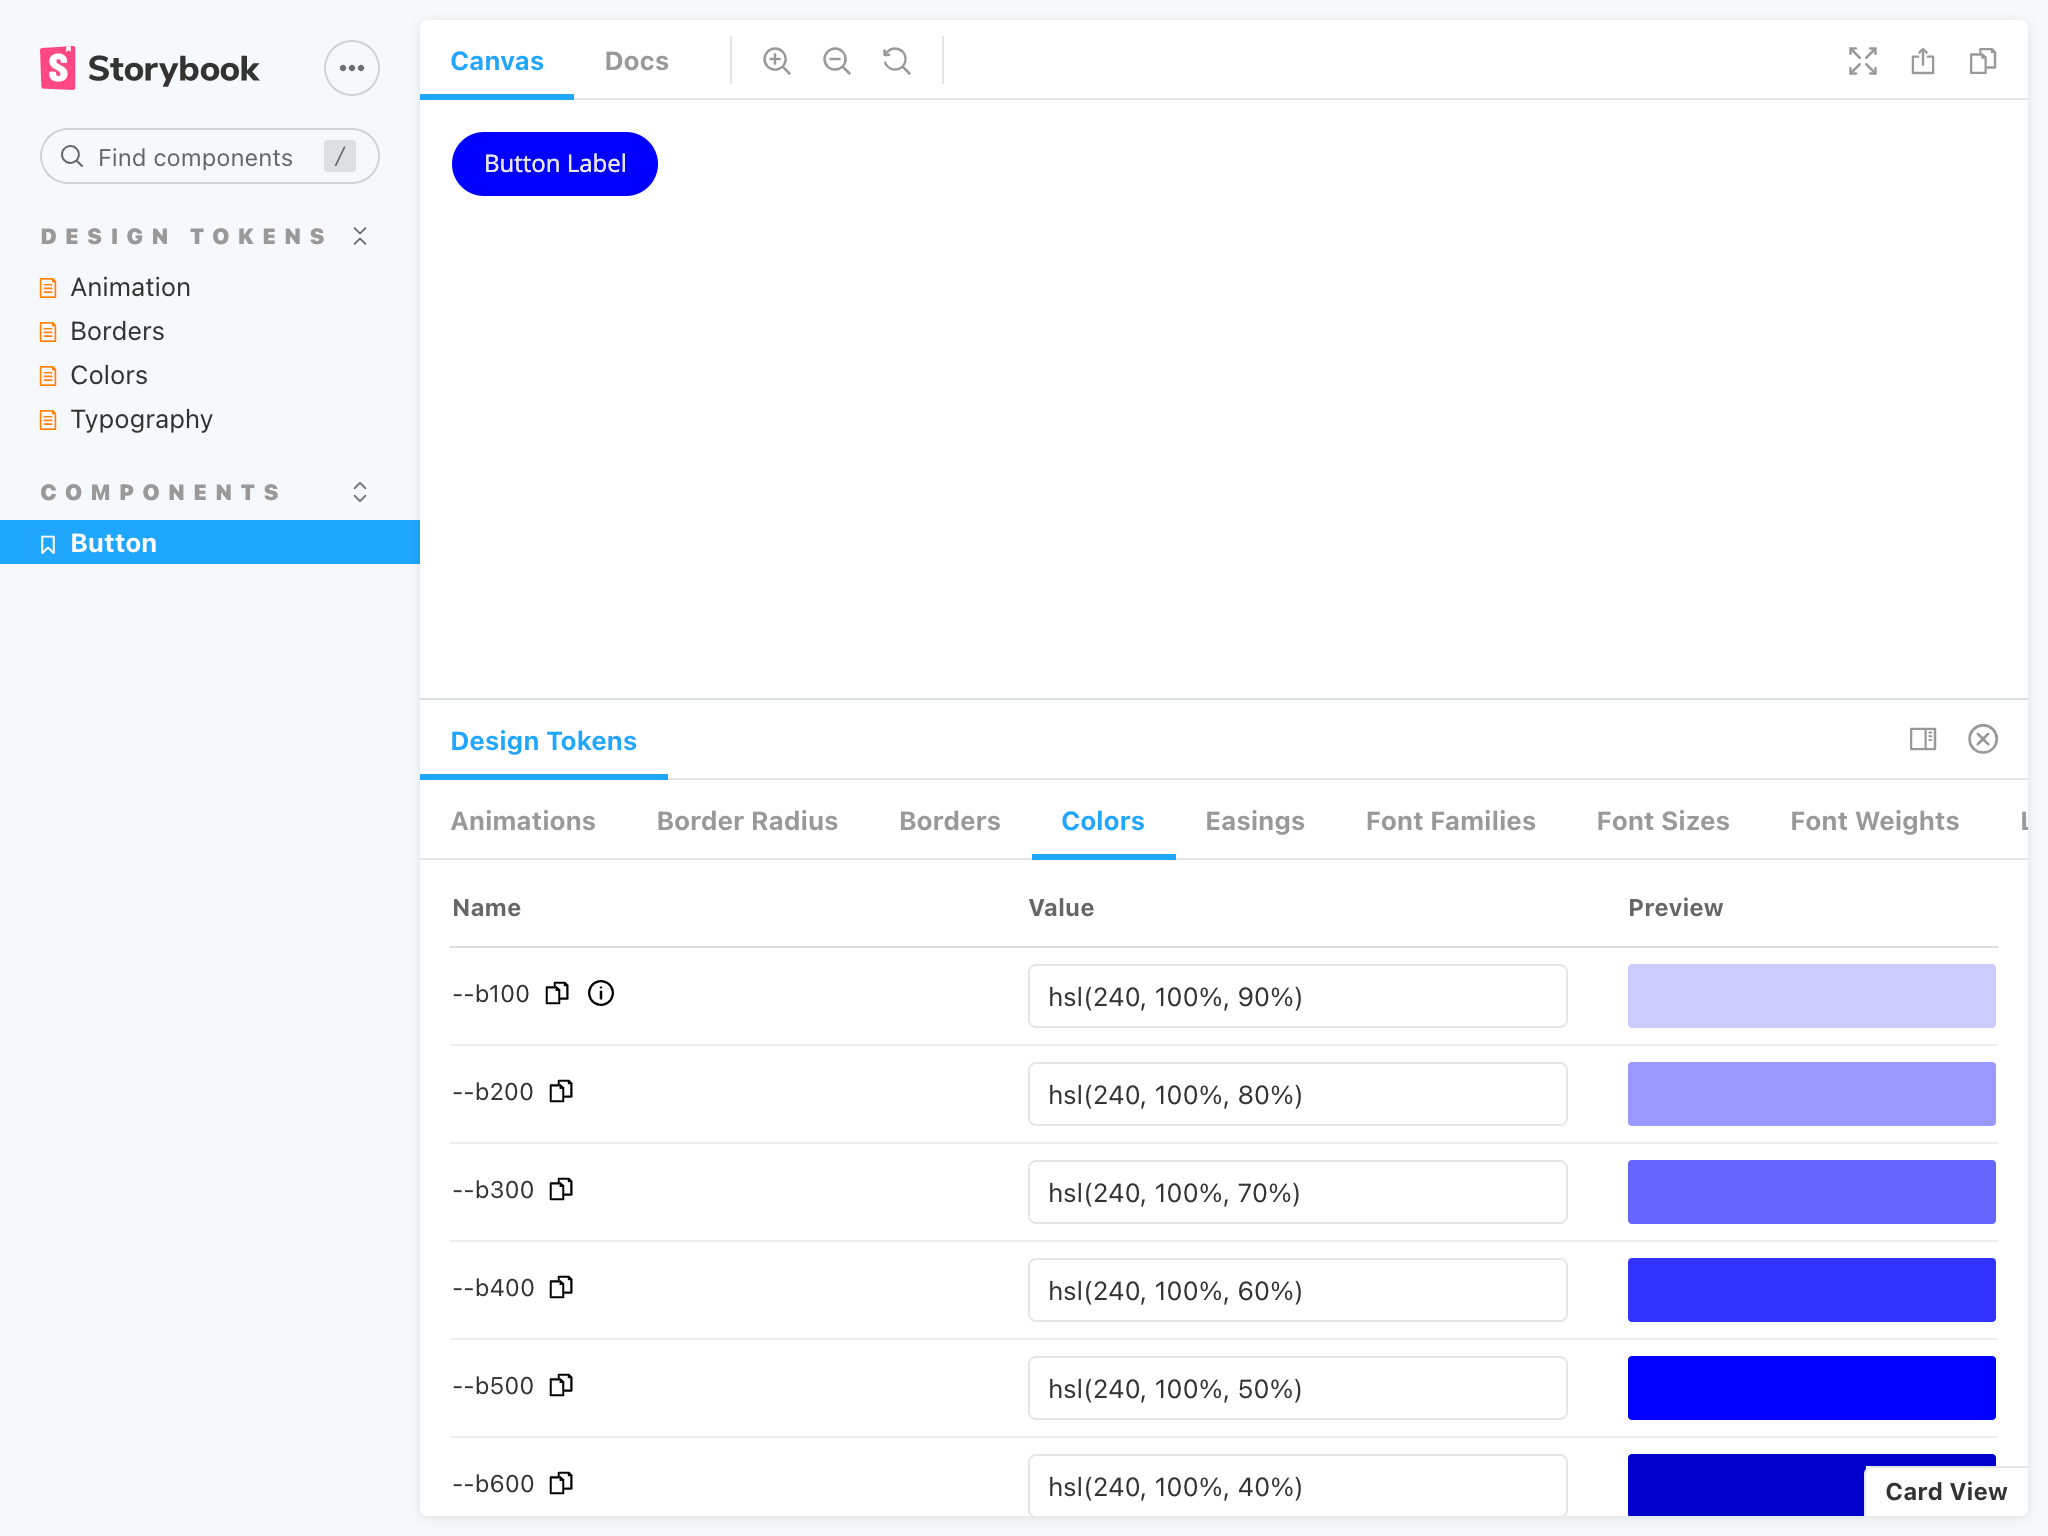 Storybook
Find components /
DESIGN TOKENS
Animation
Borders
Colors
Typography
COMPONENTS
Button
Canvas Docs
Button Label
Design Tokens
Animations Border Radius Borders Colors Easings Font Families Font Sizes Font Weights
Name Value Preview
--b100 hsl(240, 100%, 90%)
--b200 hsl(240, 100%, 80%)
--b300 hsl(240, 100%, 70%)
--b400 hsl(240, 100%, 60%)
--b500 hsl(240, 100%, 50%)
--b600 hsl(240, 100%, 40%)
Card View